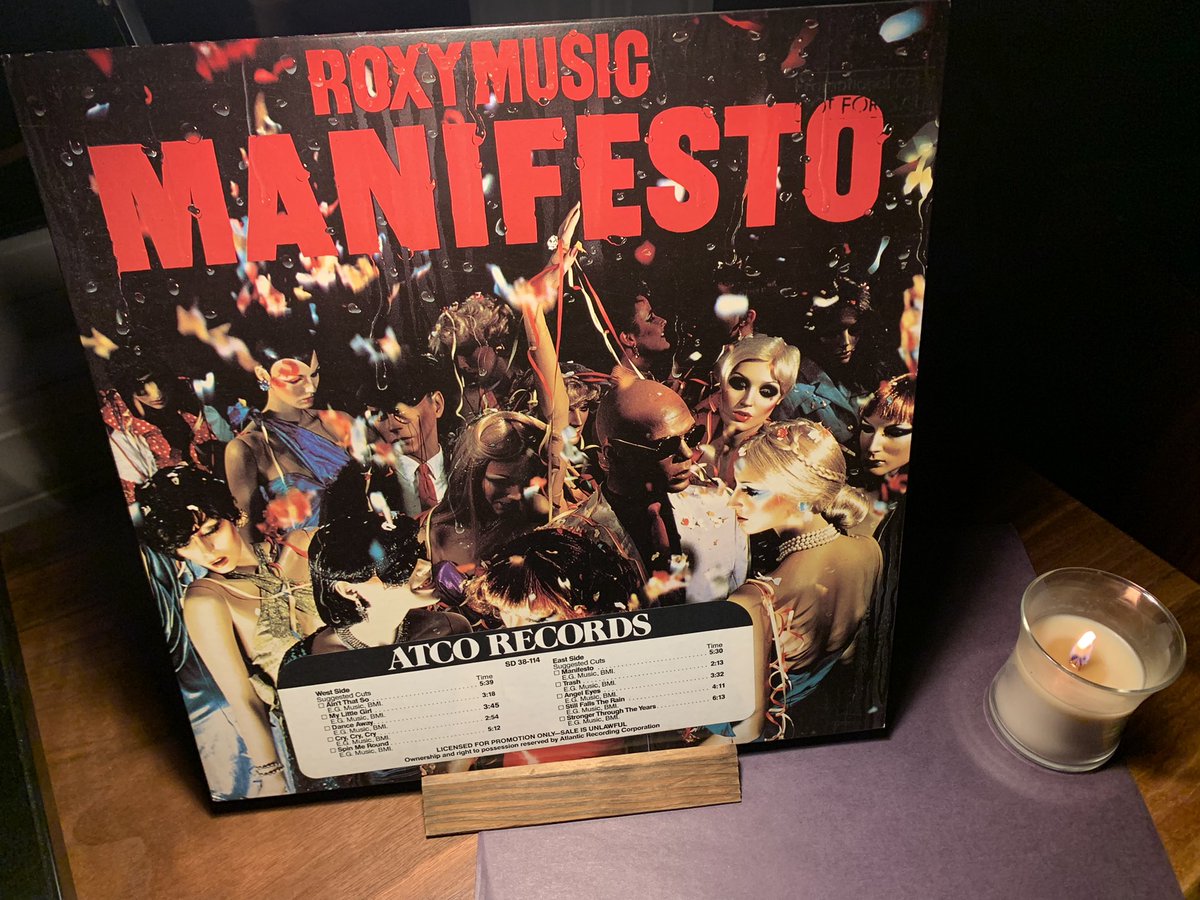 ROXY MUSIC
MANIFESTO
OT FOR
ATCO RECORDS
SD 38-114
West Side
Suggested Cuts
Time
Ain't That So 5:39
E.G. Music, BMI.
My Little Girl 3:18
E.G. Music, BMI.
Dance Away 3:45
E.G. Music, BMI.
Cry, Cry, Cry 2:54
E.G. Music, BMI.
Spin Me Round 5:12
E.G. Music, BMI.
East Side
Suggested Cuts
Time
Manifesto 5:30
E.G. Music, BMI.
Trash 2:13
E.G. Music, BMI.
Angel Eyes 3:32
E.G. Music, BMI.
Still Falls The Rain 4:11
E.G. Music, BMI.
Stronger Through The Years 6:13
E.G. Music, BMI.
LICENSED FOR PROMOTION ONLY—SALE IS UNLAWFUL
Ownership and right to possession reserved by Atlantic Recording Corporation